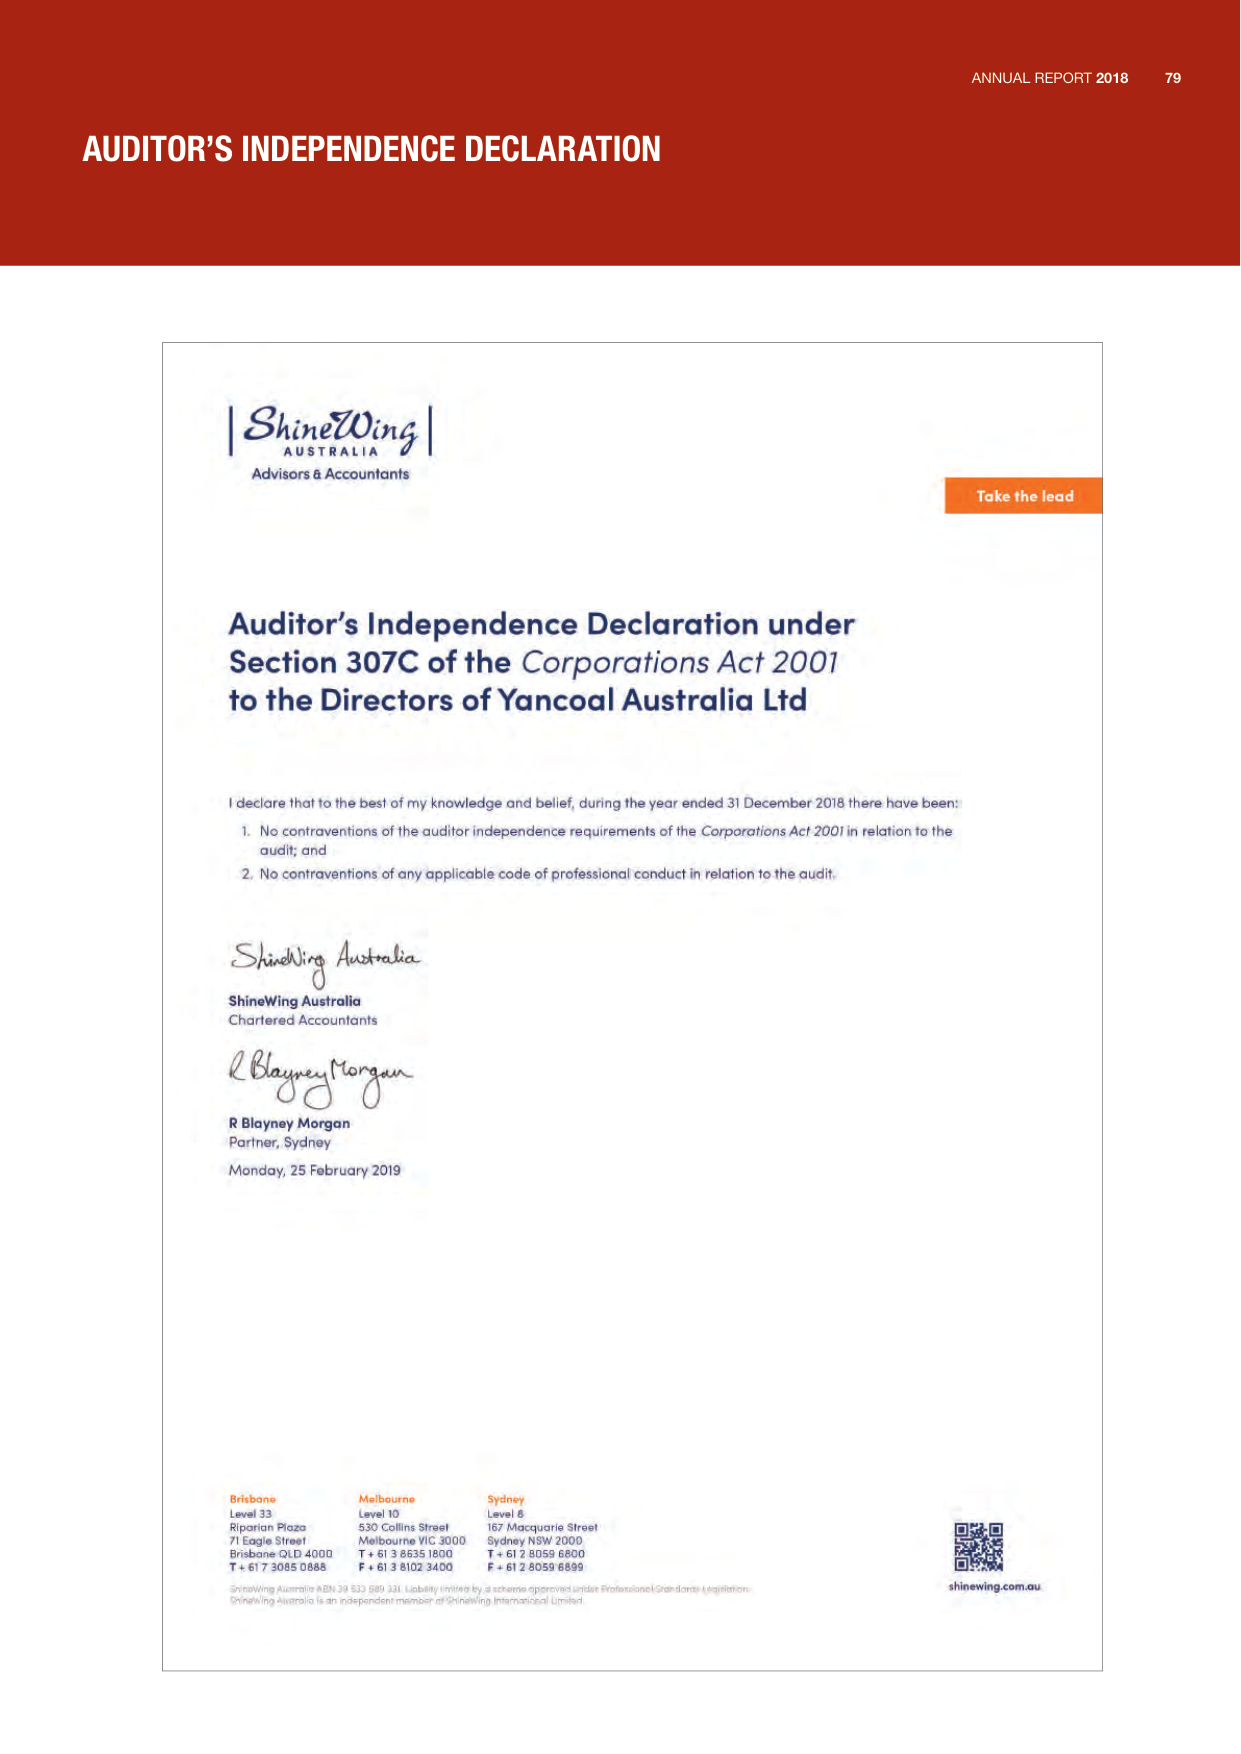 ANNUAL REPORT 2018 79
AUDITOR'S INDEPENDENCE DECLARATION
ShineWing
AUSTRALIA
Advisors & Accountants
Take the lead
Auditor's Independence Declaration under
Section 307C of the Corporations Act 2001
to the Directors of Yancoal Australia Ltd
I declare that to the best of my knowledge and belief, during the year ended 31 December 2018 there have been:
1. No contraventions of the auditor independence requirements of the Corporations Act 2001 in relation to the
audit; and
2. No contraventions of any applicable code of professional conduct in relation to the audit.
ShineWing Australia
ShineWing Australia
Chartered Accountants
R Blayney Morgan
R Blayney Morgan
Partner, Sydney
Monday, 25 February 2019
Brisbane
Level 33
Riparian Plaza
71 Eagle Street
Brisbane QLD 4000
T + 61 7 3085 0888
Melbourne
Level 10
530 Collins Street
Melbourne VIC 3000
T + 61 3 8635 1800
F + 61 3 8102 3400
Sydney
Level 8
167 Macquarie Street
Sydney NSW 2000
T + 61 2 8059 6800
F + 61 2 8059 6899
ShineWing Australia ABN 39 533 589 331. Liability limited by a scheme approved under Professional Standards Legislation.
ShineWing Australia is an independent member of ShineWing International Limited.
shinewing.com.au